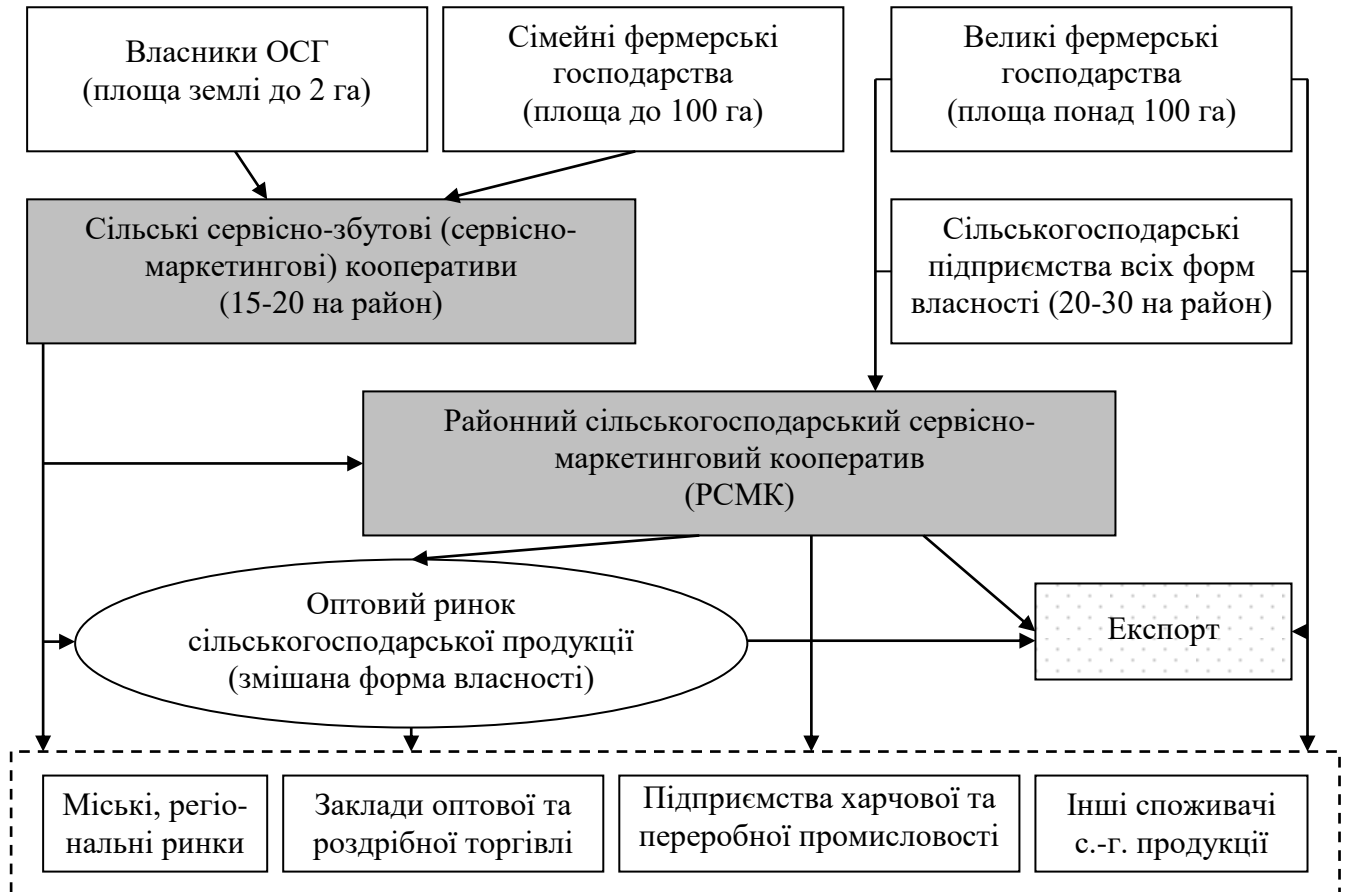 Власники ОСГ
(площа землі до 2 га)
Сімейні фермерські
господарства
(площа до 100 га)
Великі фермерські
господарства
(площа понад 100 га)
Сільські сервісно-збутові (сервісно-
маркетингові) кооперативи
(15-20 на район)
Сільськогосподарські
підприємства всіх форм
власності (20-30 на район)
Районний сільськогосподарський сервісно-
маркетинговий кооператив
(РСМК)
Оптовий ринок
сільськогосподарської продукції
(змішана форма власності)
Експорт
Міські, регіо-
нальні ринки
Заклади оптової та
роздрібної торгівлі
Підприємства харчової та
переробної промисловості
Інші споживачі
с.-г. продукції